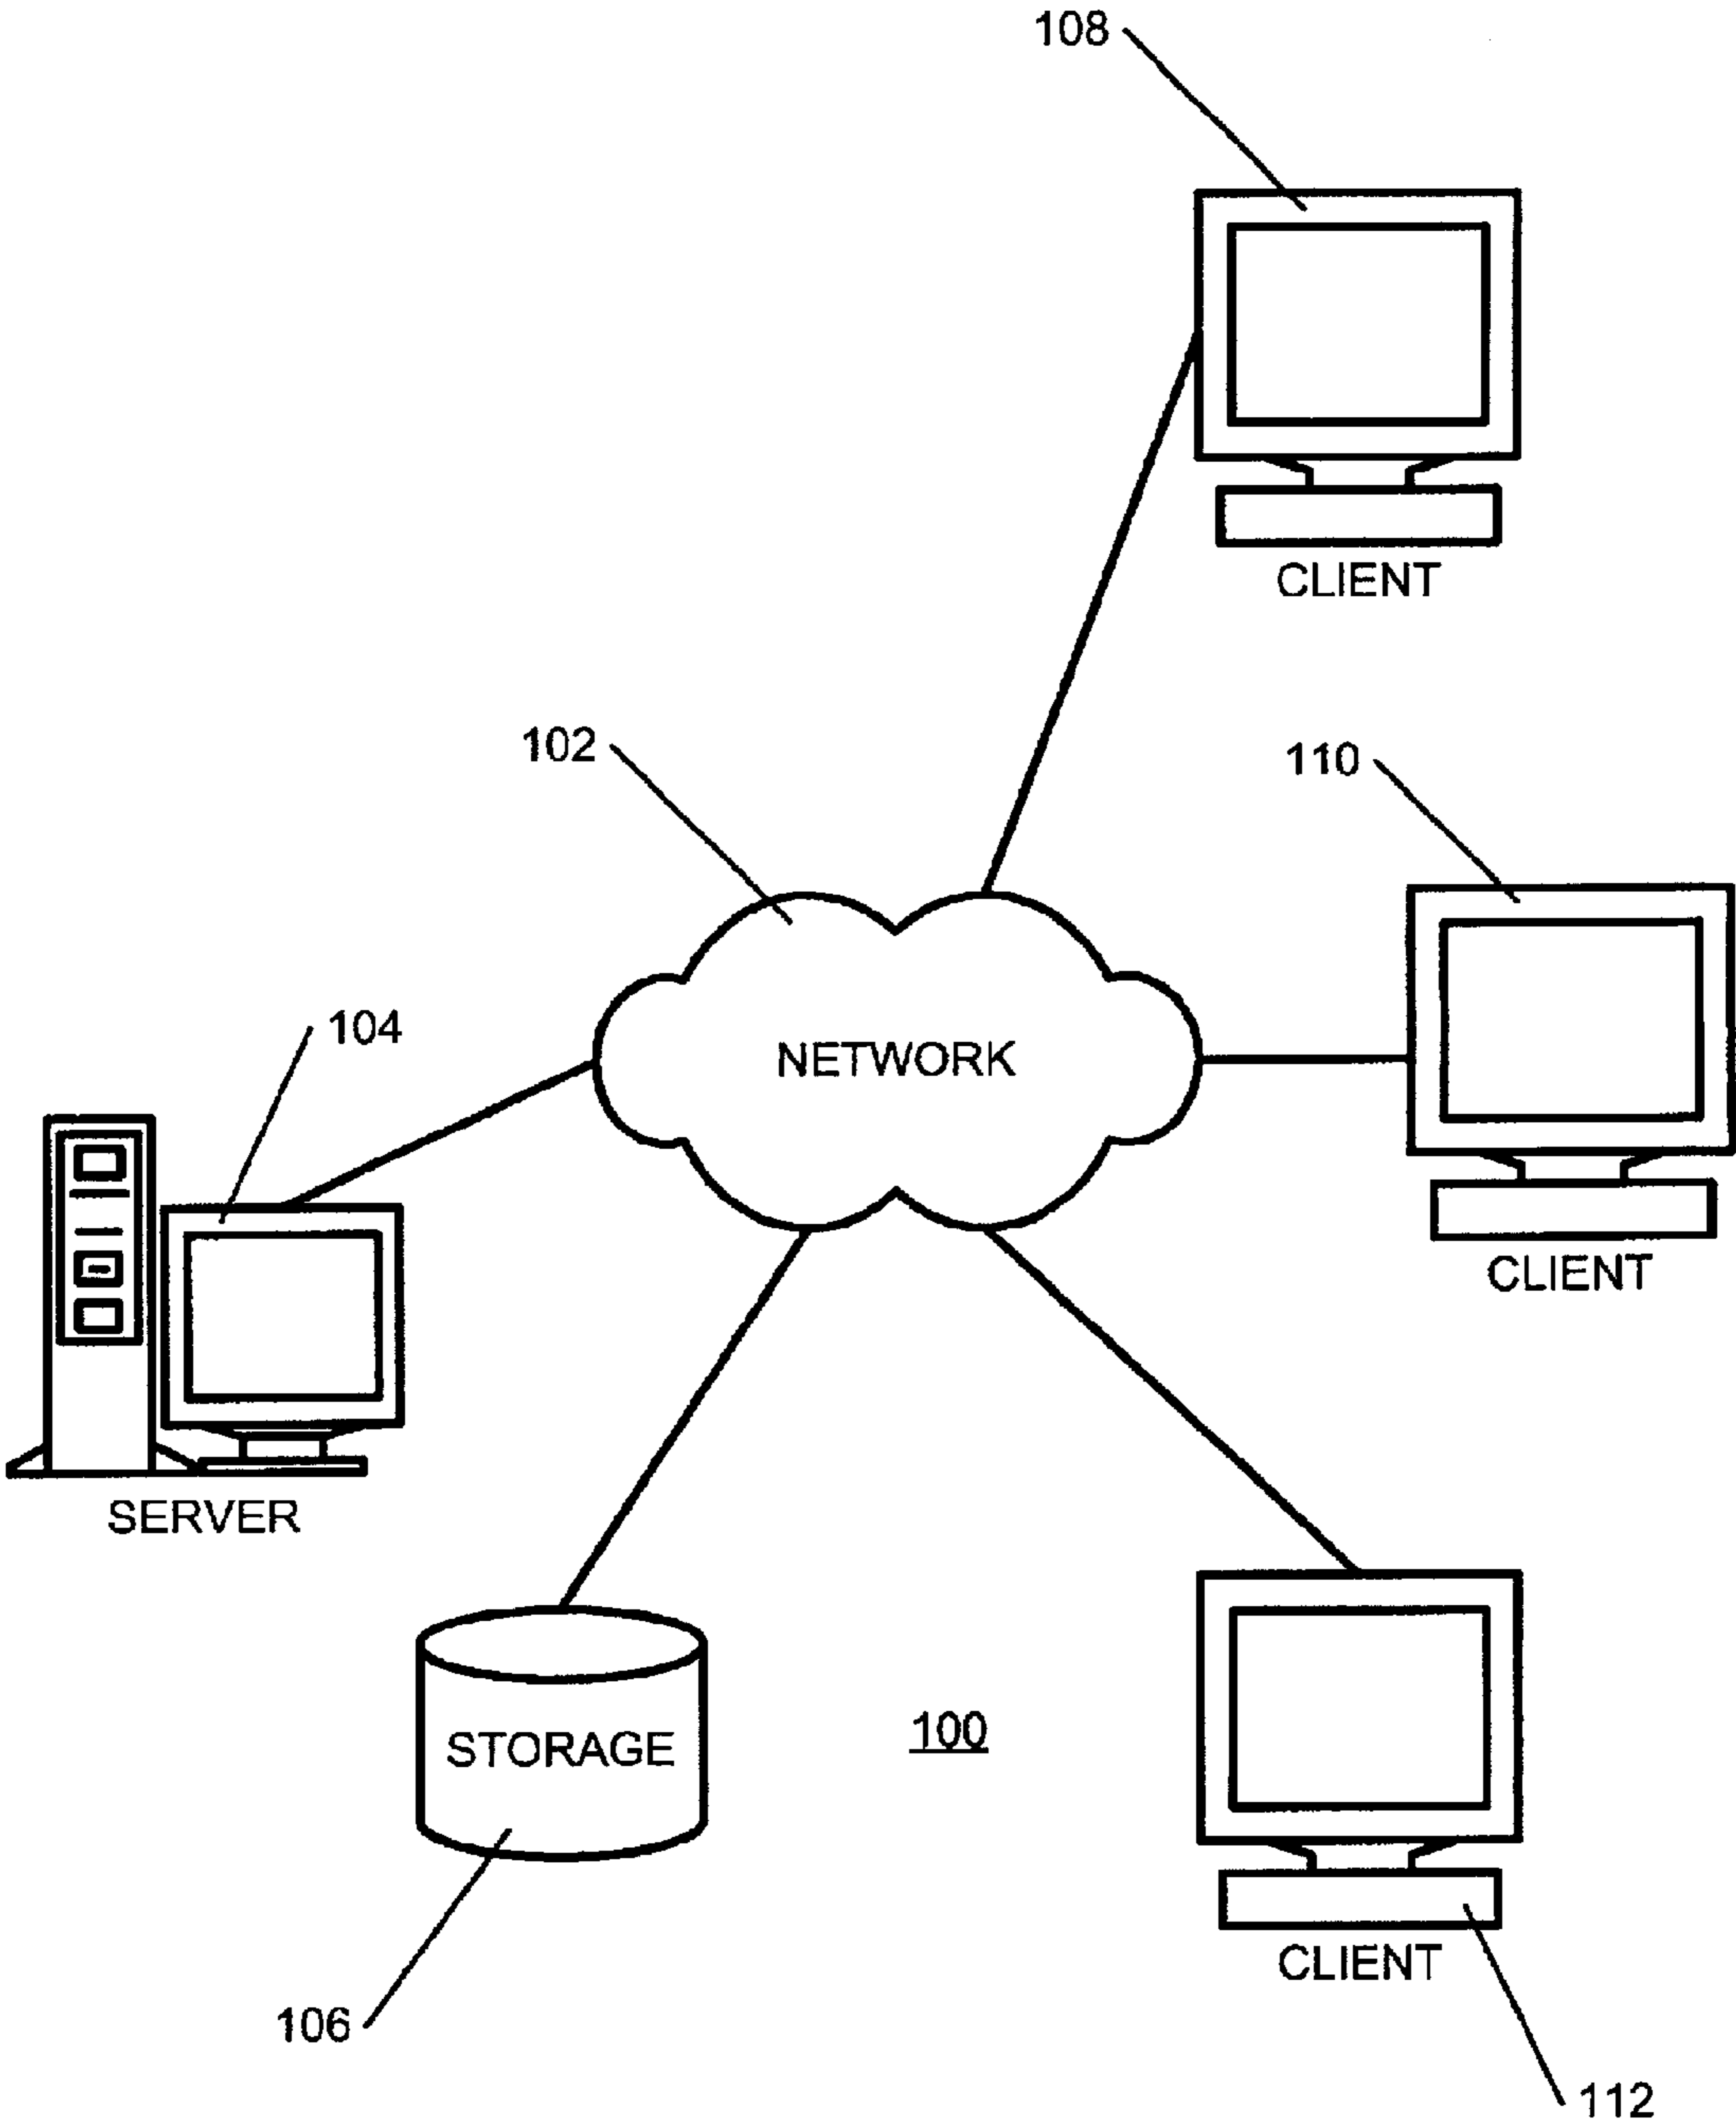 108
CLIENT
102
110
104
NETWORK
CLIENT
SERVER
STORAGE
100
CLIENT
106
112